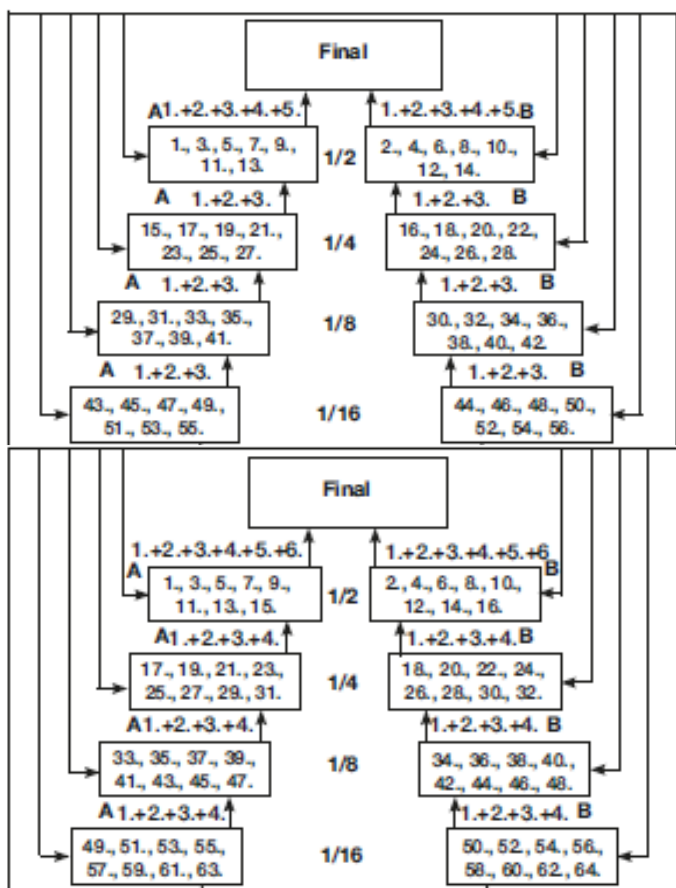 Final
A 1.+2.+3.+4.+5. 1.+2.+3.+4.+5. B
1., 3., 5., 7., 9., 1/2 2., 4., 6., 8., 10.,
11., 13. 12., 14.
A 1.+2.+3. 1.+2.+3. B
15., 17., 19., 21., 1/4 16., 18., 20., 22.,
23., 25., 27. 24., 26., 28.
A 1.+2.+3. 1.+2.+3. B
29., 31., 33., 35., 1/8 30., 32., 34., 36.,
37., 39., 41. 38., 40., 42.
A 1.+2.+3. 1.+2.+3. B
43., 45., 47., 49., 1/16 44., 46., 48., 50.,
51., 53., 55. 52., 54., 56.
Final
1.+2.+3.+4.+5.+6. 1.+2.+3.+4.+5.+6
A B
1., 3., 5., 7., 9., 1/2 2., 4., 6., 8., 10.,
11., 13., 15. 12., 14., 16.
A 1.+2.+3.+4. 1.+2.+3.+4. B
17., 19., 21., 23., 1/4 18., 20., 22., 24.,
25., 27., 29., 31. 26., 28., 30., 32.
A 1.+2.+3.+4. 1.+2.+3.+4. B
33., 35., 37., 39., 1/8 34., 36., 38., 40.,
41., 43., 45., 47. 42., 44., 46., 48.
A 1.+2.+3.+4. 1.+2.+3.+4. B
49., 51., 53., 55., 1/16 50., 52., 54., 56.,
57., 59., 61., 63. 58., 60., 62., 64.